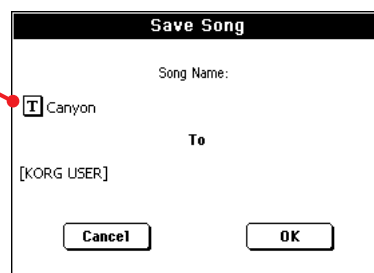 Save Song
Song Name:
T Canyon
To
[KORG USER]
Cancel OK